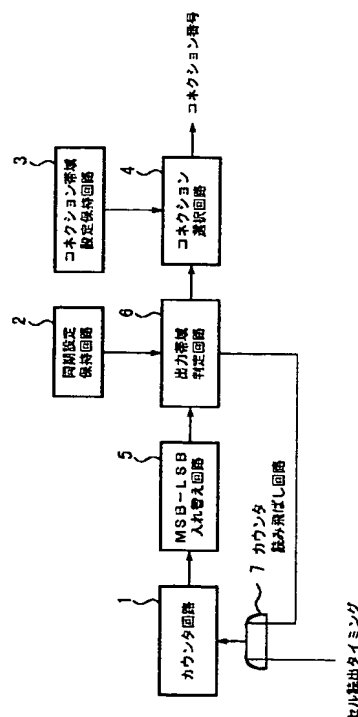 1
カウンタ回路
5
MSB−LSB
入れ替え回路
6
出力帯域
判定回路
2
設定
保持回路
3
コネクション帯域
設定保持回路
4
コネクション
選択回路
コネクション番号
7 カウンタ
読み飛ばし回路
セル
タイミング